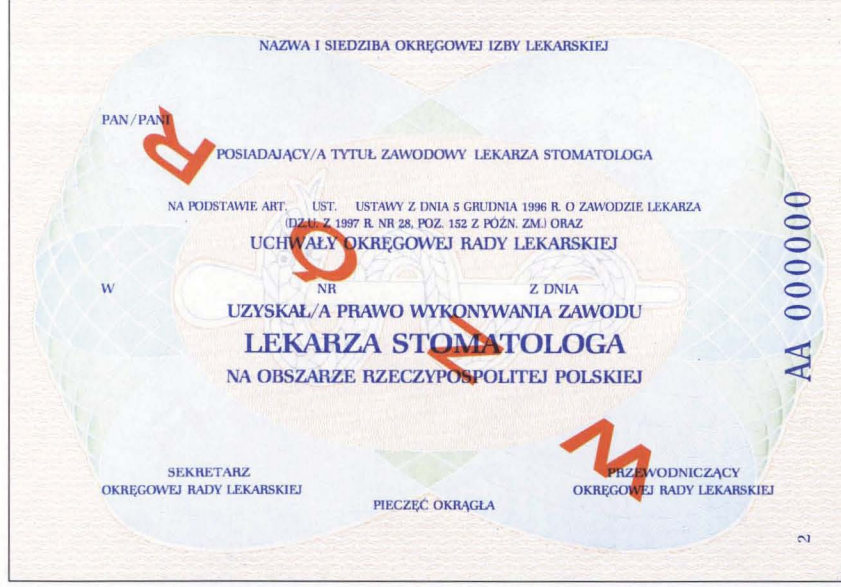 NAZWA I SIEDZIBA OKRĘGOWEJ IZBY LEKARSKIEJ
PAN/PANI
POSIADAJĄCY/A TYTUŁ ZAWODOWY LEKARZA STOMATOLOGA
NA PODSTAWIE ART. UST. USTAWY Z DNIA 5 GRUDNIA 1996 R. O ZAWODZIE LEKARZA
(DZ.U. Z 1997 R. NR 28, POZ. 152 Z PÓŹN. ZM.) ORAZ
UCHWAŁY OKRĘGOWEJ RADY LEKARSKIEJ
W NR Z DNIA
UZYSKAŁ/A PRAWO WYKONYWANIA ZAWODU
LEKARZA STOMATOLOGA
NA OBSZARZE RZECZYPOSPOLITEJ POLSKIEJ
SEKRETARZ
OKRĘGOWEJ RADY LEKARSKIEJ
PIECZĘĆ OKRĄGŁA
PRZEWODNICZĄCY
OKRĘGOWEJ RADY LEKARSKIEJ
AA 000000
2
WZÓR